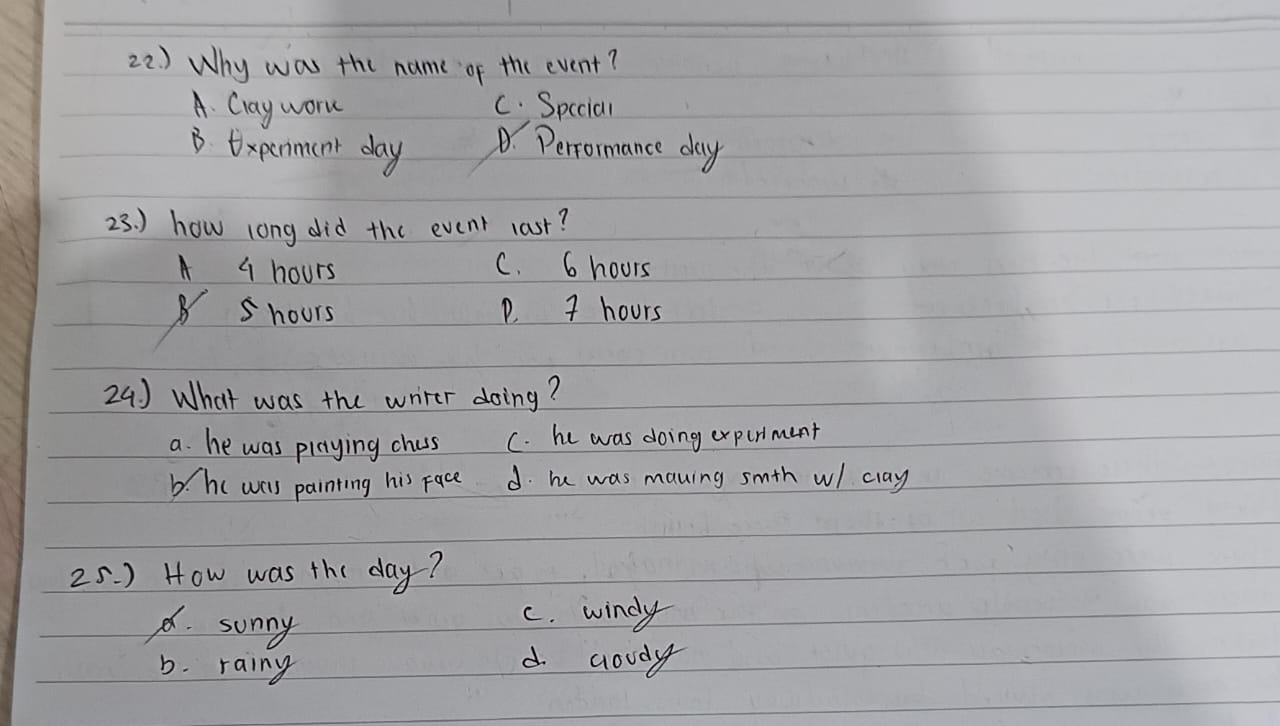 22.) Why was the name of the event?
A. Clay work C. Special
B. Experiment day D. Performance day
23.) how long did the event last?
A 4 hours C. 6 hours
B 5 hours D. 7 hours
24.) What was the writer doing?
a. he was playing chess c. he was doing experiment
b. he was painting his face d. he was making smth w/ clay
25.) How was the day?
a. sunny c. windy
b. rainy d. cloudy